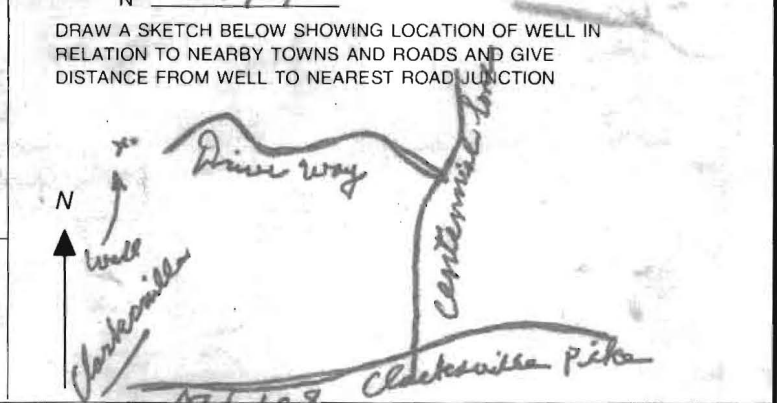 N
DRAW A SKETCH BELOW SHOWING LOCATION OF WELL IN
RELATION TO NEARBY TOWNS AND ROADS AND GIVE
DISTANCE FROM WELL TO NEAREST ROAD JUNCTION
Drive way
Centennial
N
Well
Clarksville
Clarksville Pike
108